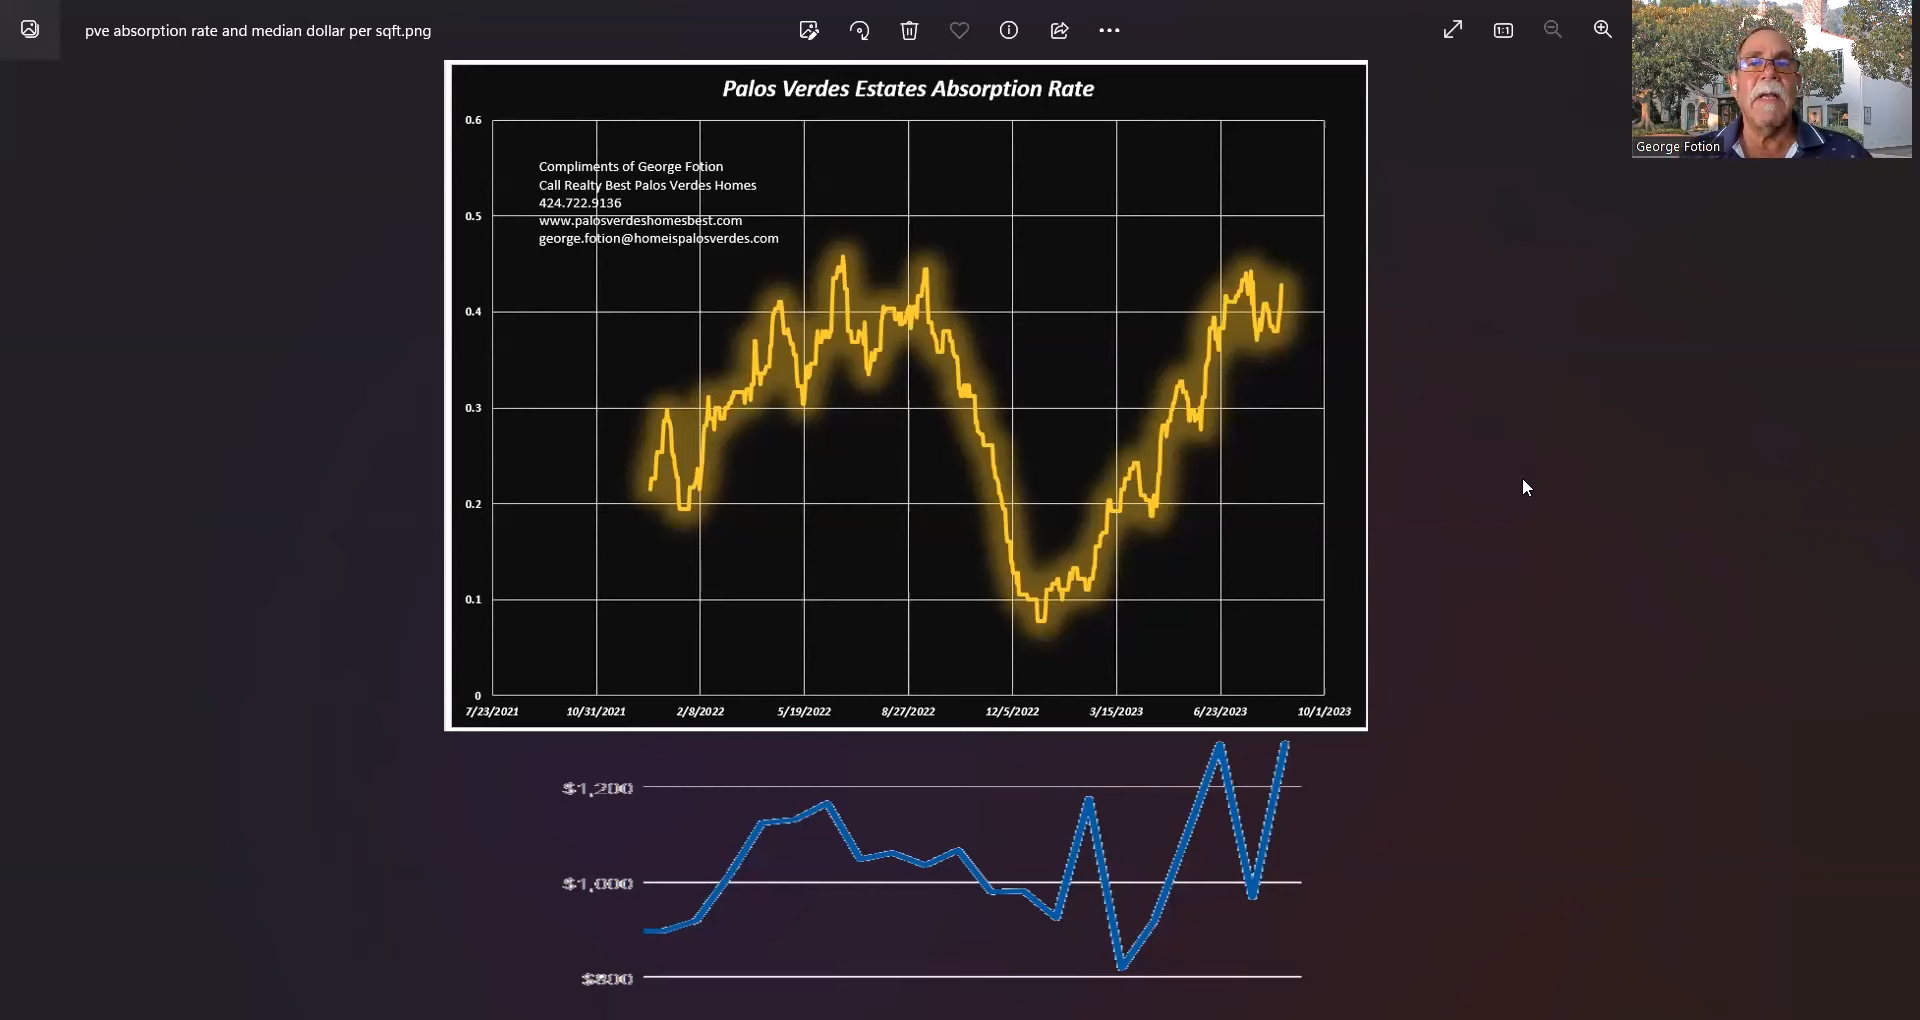 pve absorption rate and median dollar per sqft.png
1:1
George Fotion
Palos Verdes Estates Absorption Rate
Compliments of George Fotion
Call Realty Best Palos Verdes Homes
424.722.9136
www.palosverdeshomesbest.com
george.fotion@homeispalosverdes.com
0.6
0.5
0.4
0.3
0.2
0.1
0
7/23/2021 10/31/2021 2/8/2022 5/19/2022 8/27/2022 12/5/2022 3/15/2023 6/23/2023 10/1/2023
$1,200
$1,000
$800